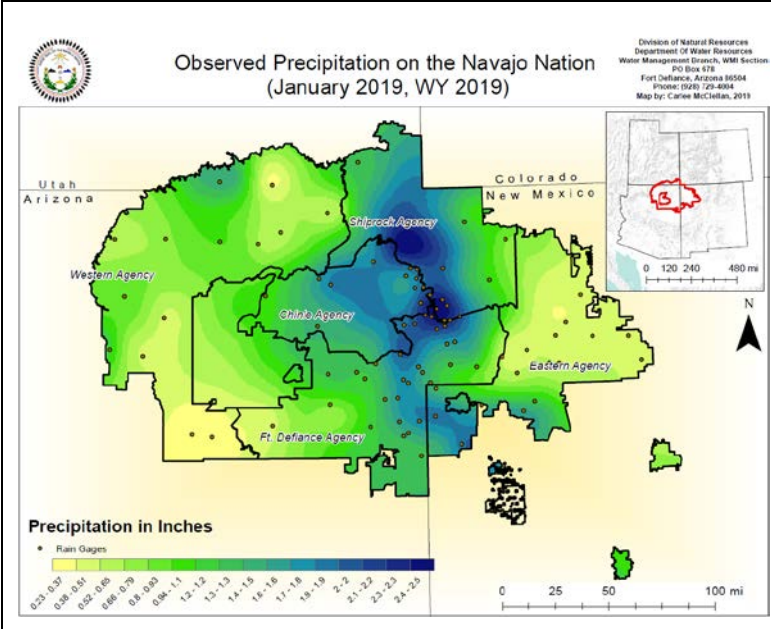 Observed Precipitation on the Navajo Nation
(January 2019, WY 2019)
Division of Natural Resources
Department Of Water Resources
Water Management Branch, WMI Section
PO Box 678
Fort Defiance, Arizona 86504
Phone: (928) 729-4004
Map by: Carlee McClellan, 2019
Utah
Arizona
Colorado
New Mexico
Shiprock Agency
Western Agency
Chinle Agency
Eastern Agency
Ft. Defiance Agency
0 120 240 480 mi
N
Precipitation in Inches
Rain Gages
0.23 - 0.37
0.38 - 0.51
0.52 - 0.65
0.66 - 0.79
0.8 - 0.93
0.94 - 1.1
1.2 - 1.2
1.3 - 1.3
1.4 - 1.5
1.6 - 1.6
1.7 - 1.8
1.9 - 1.9
2 - 2
2.1 - 2.2
2.3 - 2.3
2.4 - 2.5
0 25 50 100 mi